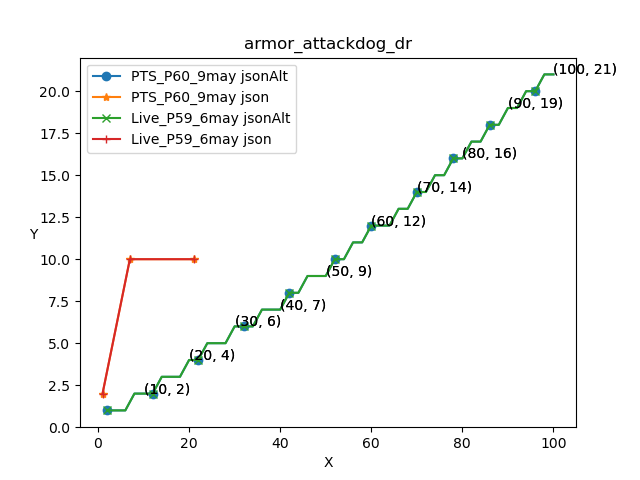 armor_attackdog_dr
PTS_P60_9may jsonAlt
PTS_P60_9may json
Live_P59_6may jsonAlt
Live_P59_6may json
(100, 21)
(90, 19)
(80, 16)
(70, 14)
(60, 12)
(50, 9)
(40, 7)
(30, 6)
(20, 4)
(10, 2)
20.0
17.5
15.0
12.5
10.0
7.5
5.0
2.5
0.0
Y
0 20 40 60 80 100
X